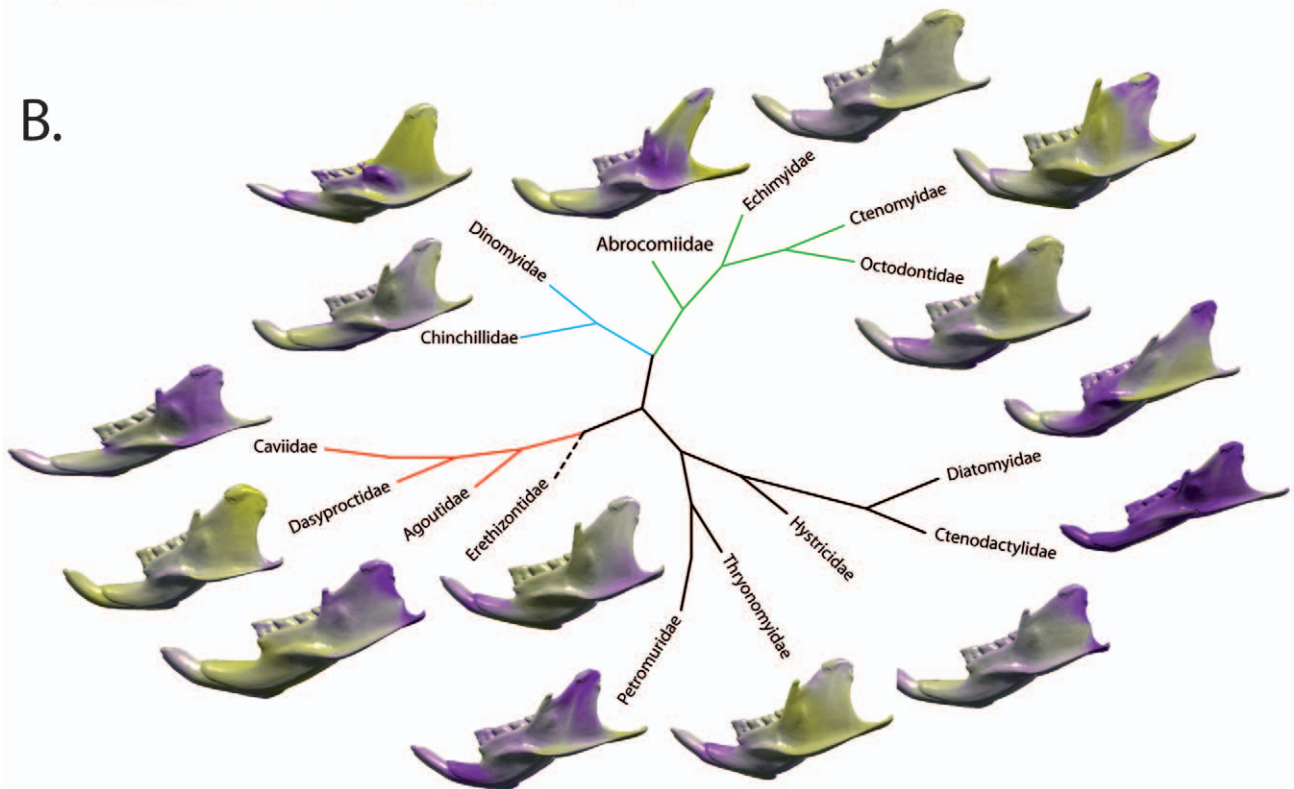 B.
Echimyidae
Ctenomyidae
Abrocomiidae
Dinomyidae
Octodontidae
Chinchillidae
Caviidae
Diatomyidae
Dasyproctidae
Agoutidae
Erethizontidae
Hystricidae
Ctenodactylidae
Thryonomyidae
Petromuridae